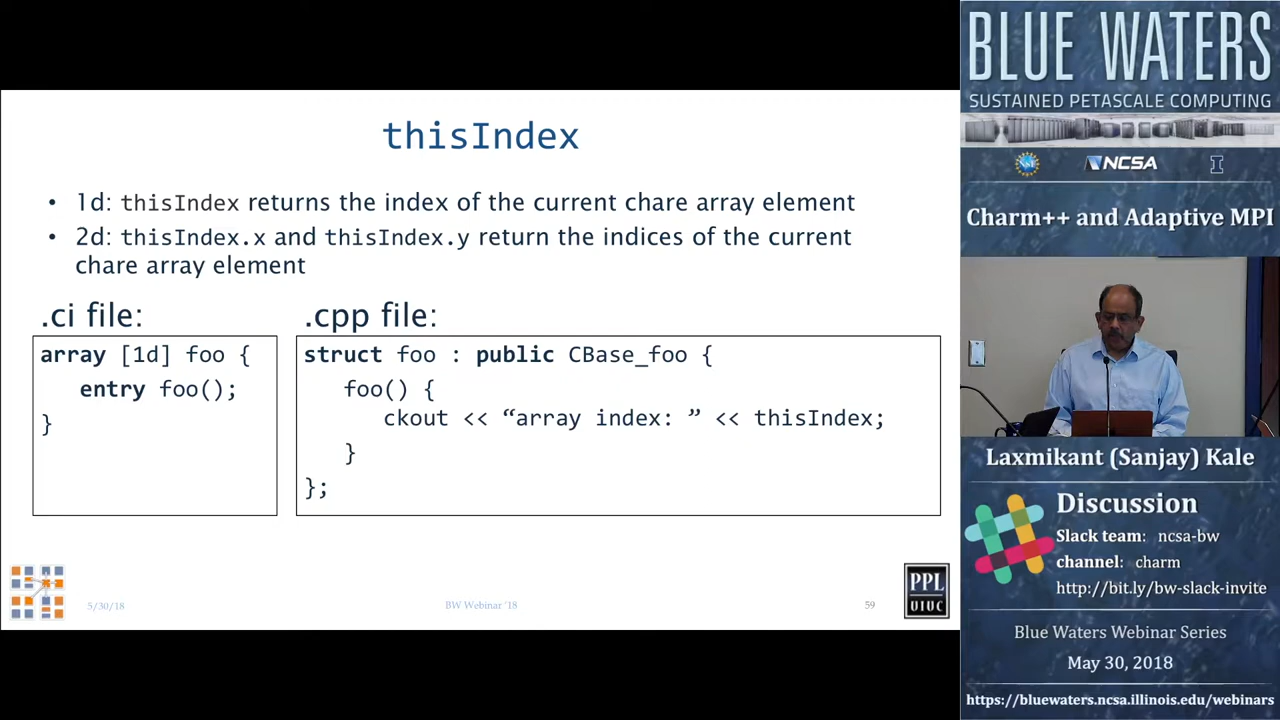 thisIndex
• 1d: thisIndex returns the index of the current chare array element
• 2d: thisIndex.x and thisIndex.y return the indices of the current
chare array element
.ci file:
array [1d] foo {
entry foo();
}
.cpp file:
struct foo : public CBase_foo {
foo() {
ckout << “array index: ” << thisIndex;
}
};
5/30/18
BW Webinar '18
59
PPL
UIUC
BLUE WATERS
SUSTAINED PETASCALE COMPUTING
NCSA
I
Charm++ and Adaptive MPI
Laxmikant (Sanjay) Kale
Discussion
Slack team: ncsa-bw
channel: charm
http://bit.ly/bw-slack-invite
Blue Waters Webinar Series
May 30, 2018
https://bluewaters.ncsa.illinois.edu/webinars